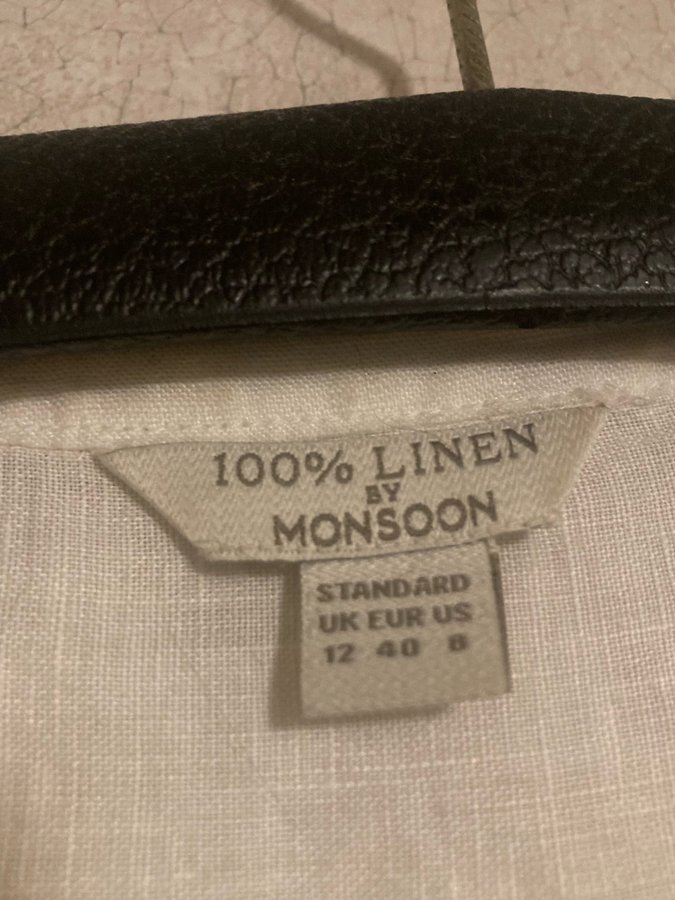 100% LINEN
BY
MONSOON
STANDARD
UK EUR US
12 40 8